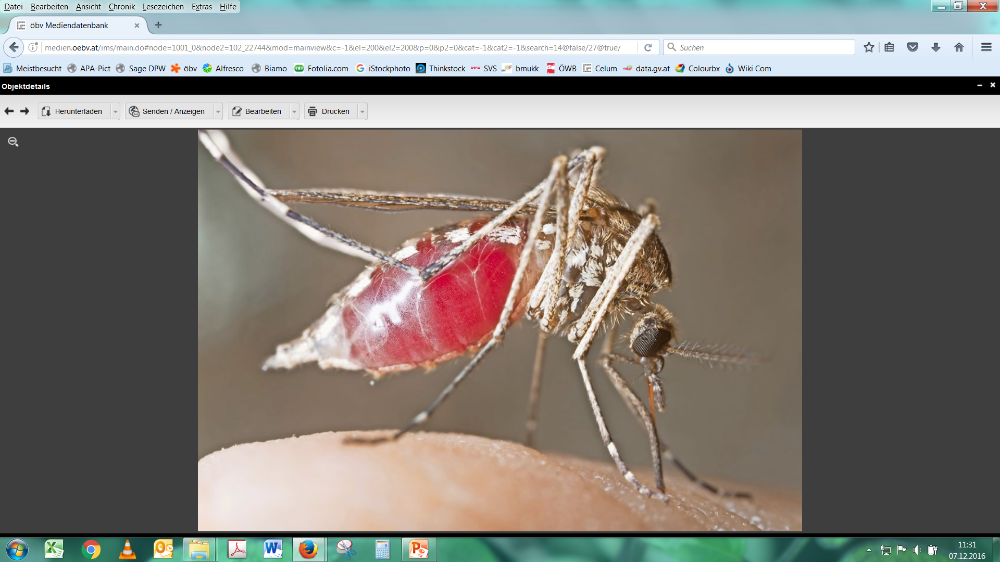 Datei Bearbeiten Ansicht Chronik Lesezeichen Extras Hilfe
öbv Mediendatenbank
medien.oebv.at/ims/main.do#node=1001_0&node2=102_22744&mod=mainview&c=-1&el=200&el2=200&p=0&p2=0&cat=-1&cat2=-1&search=14@false/27@true/ Suchen
Meistbesucht APA-Pict Sage DPW öbv Alfresco Biamo Fotolia.com iStockphoto Thinkstock SVS bmukk ÖWB Celum data.gv.at Colourbx Wiki Com
Objektdetails
Herunterladen Senden / Anzeigen Bearbeiten Drucken
11:31
07.12.2016